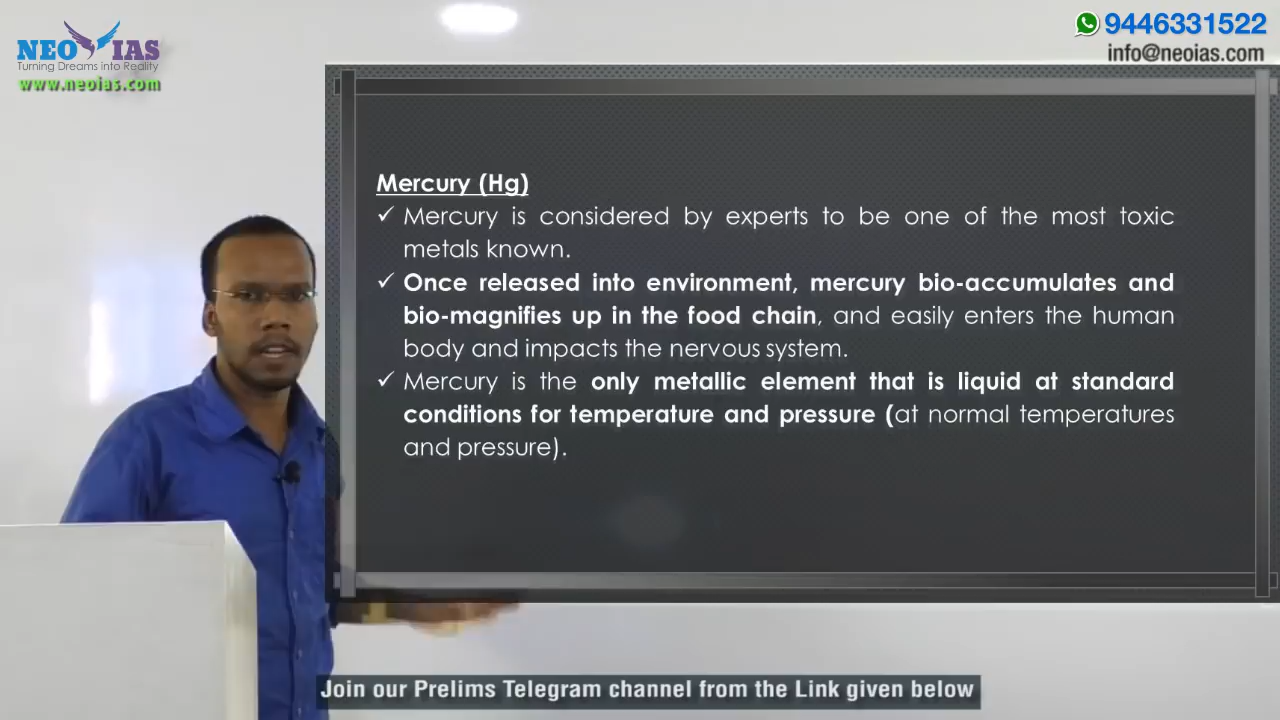 NEO IAS
Turning Dreams into Reality
www.neoias.com
9446331522
info@neoias.com
Mercury (Hg)
✓ Mercury is considered by experts to be one of the most toxic
metals known.
✓ Once released into environment, mercury bio-accumulates and
bio-magnifies up in the food chain, and easily enters the human
body and impacts the nervous system.
✓ Mercury is the only metallic element that is liquid at standard
conditions for temperature and pressure (at normal temperatures
and pressure).
Join our Prelims Telegram channel from the Link given below